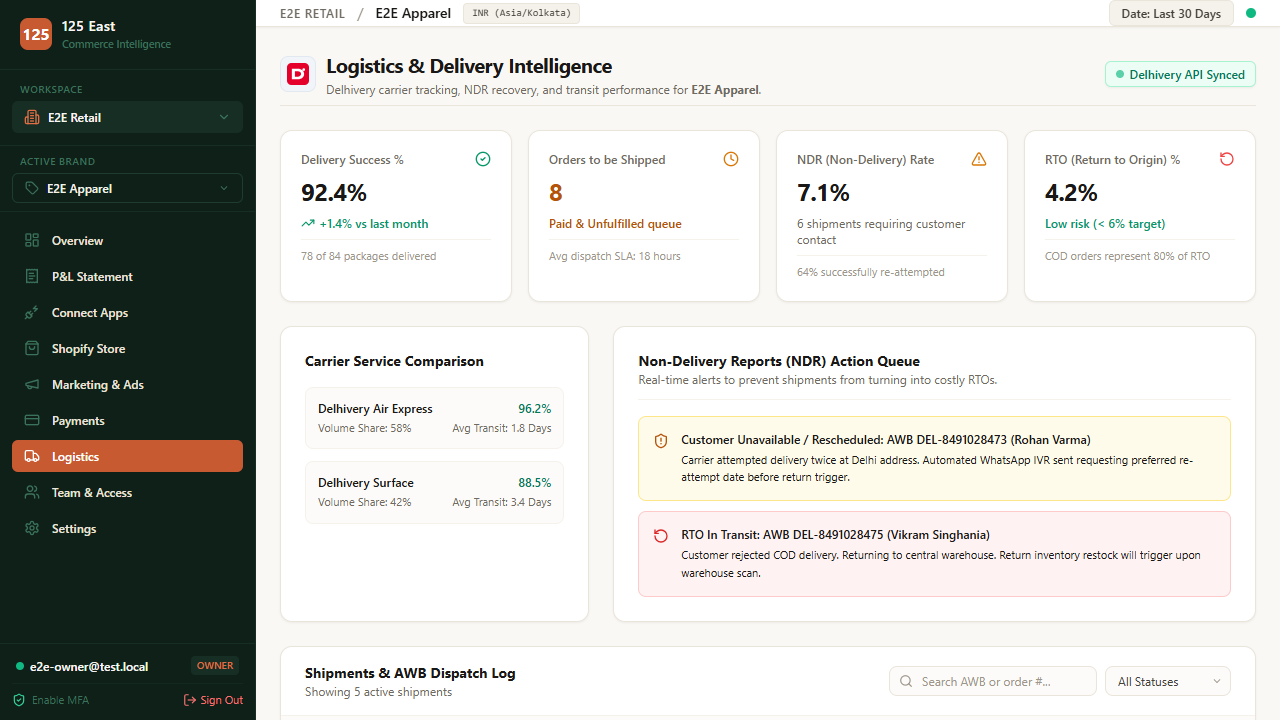 125
125 East
Commerce Intelligence
WORKSPACE
E2E Retail
ACTIVE BRAND
E2E Apparel
Overview
P&L Statement
Connect Apps
Shopify Store
Marketing & Ads
Payments
Logistics
Team & Access
Settings
e2e-owner@test.local
OWNER
Enable MFA
Sign Out
E2E RETAIL / E2E Apparel
INR (Asia/Kolkata)
Date: Last 30 Days
D
Logistics & Delivery Intelligence
Delhivery carrier tracking, NDR recovery, and transit performance for E2E Apparel.
Delhivery API Synced
Delivery Success %
92.4%
+1.4% vs last month
78 of 84 packages delivered
Orders to be Shipped
8
Paid & Unfulfilled queue
Avg dispatch SLA: 18 hours
NDR (Non-Delivery) Rate
7.1%
6 shipments requiring customer
contact
64% successfully re-attempted
RTO (Return to Origin) %
4.2%
Low risk (< 6% target)
COD orders represent 80% of RTO
Carrier Service Comparison
Delhivery Air Express
96.2%
Volume Share: 58%
Avg Transit: 1.8 Days
Delhivery Surface
88.5%
Volume Share: 42%
Avg Transit: 3.4 Days
Non-Delivery Reports (NDR) Action Queue
Real-time alerts to prevent shipments from turning into costly RTOs.
Customer Unavailable / Rescheduled: AWB DEL-8491028473 (Rohan Varma)
Carrier attempted delivery twice at Delhi address. Automated WhatsApp IVR sent requesting preferred re-
attempt date before return trigger.
RTO In Transit: AWB DEL-8491028475 (Vikram Singhania)
Customer rejected COD delivery. Returning to central warehouse. Return inventory restock will trigger upon
warehouse scan.
Shipments & AWB Dispatch Log
Showing 5 active shipments
Search AWB or order #...
All Statuses